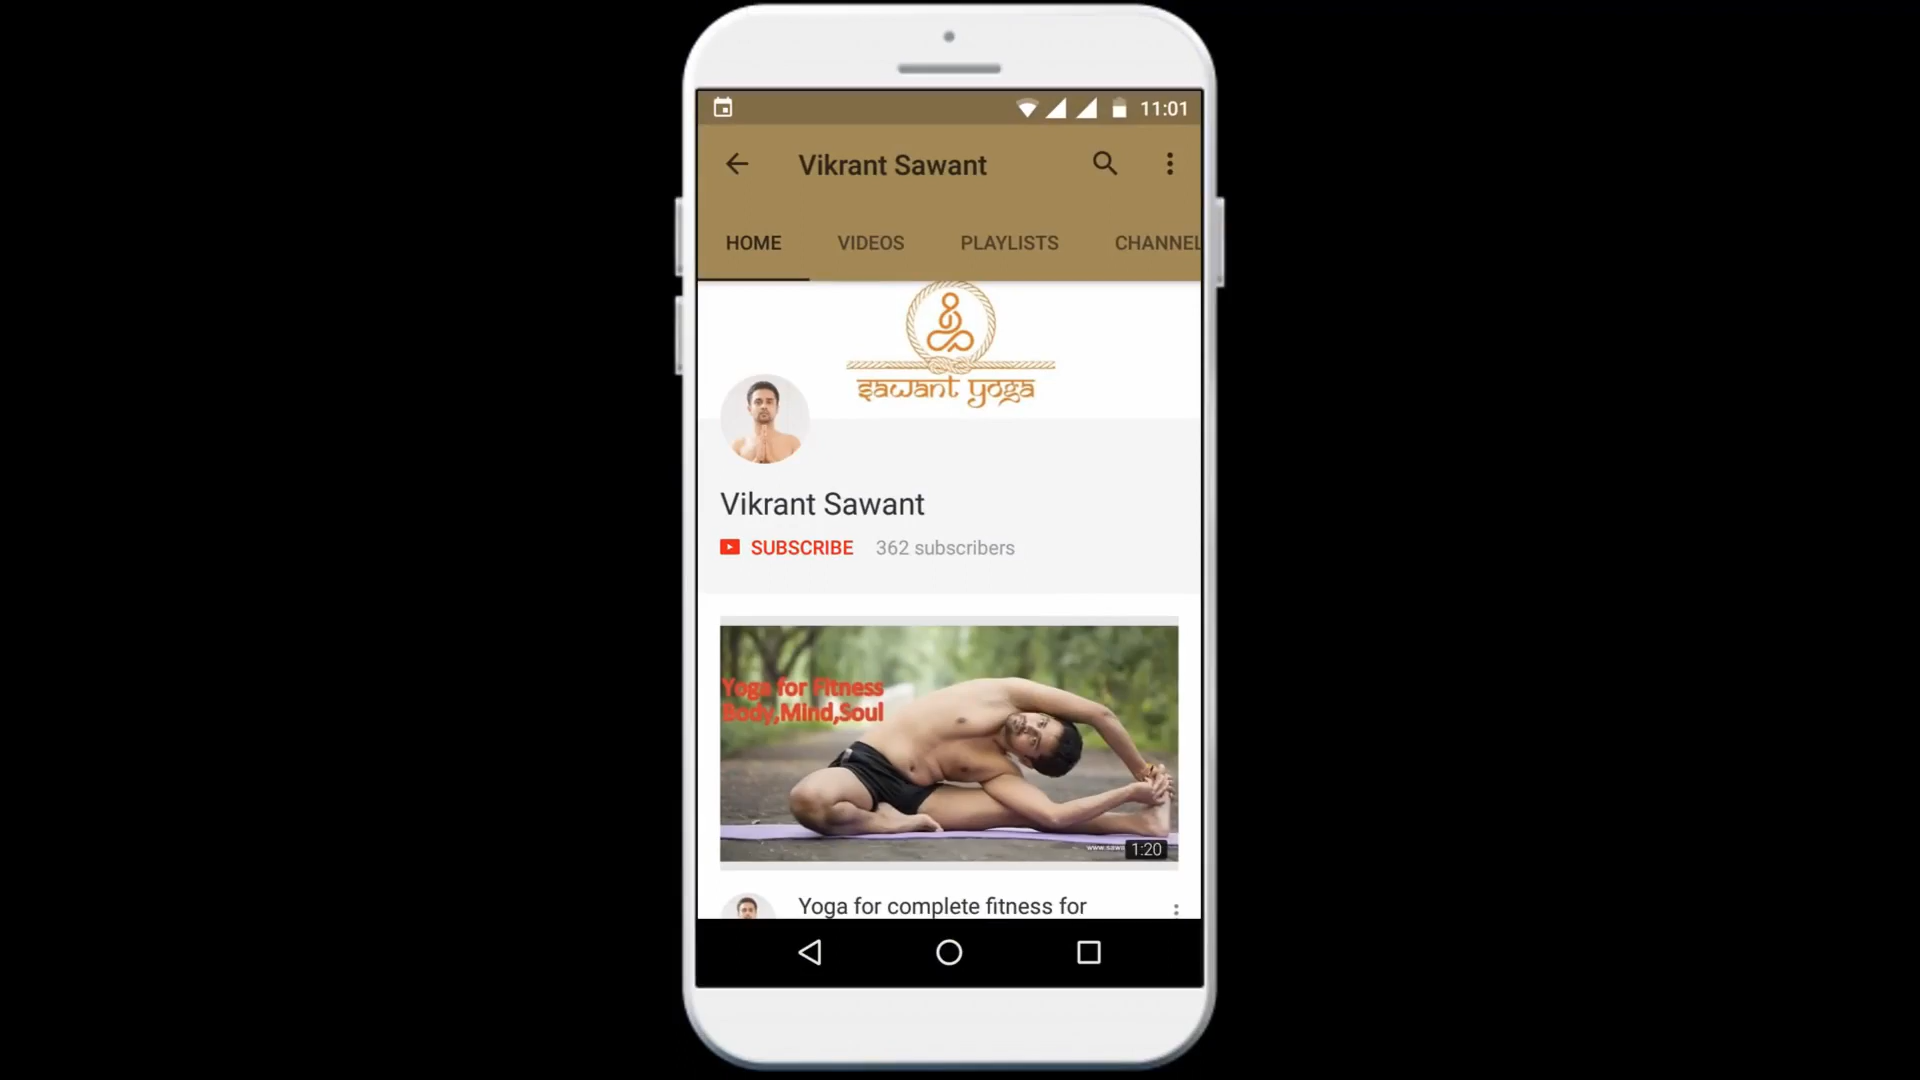 11:01
Vikrant Sawant
HOME VIDEOS PLAYLISTS CHANNEL
sawant yoga
Vikrant Sawant
SUBSCRIBE 362 subscribers
Yoga for Fitness
Body,Mind,Soul
1:20
Yoga for complete fitness for